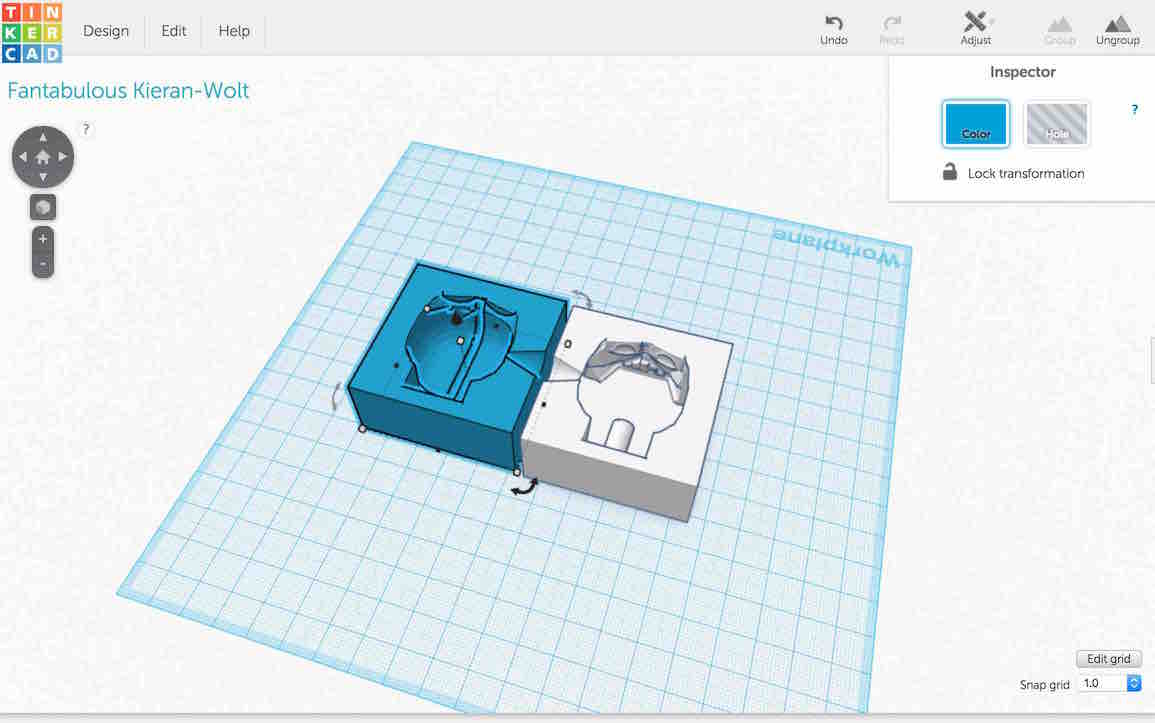 TIN
KER
CAD
Design
Edit
Help
Undo
Redo
Adjust
Group
Ungroup
Fantabulous Kieran-Wolt
?
Inspector
Color
Hole
?
Lock transformation
+
-
Workplane
Edit grid
Snap grid 1.0